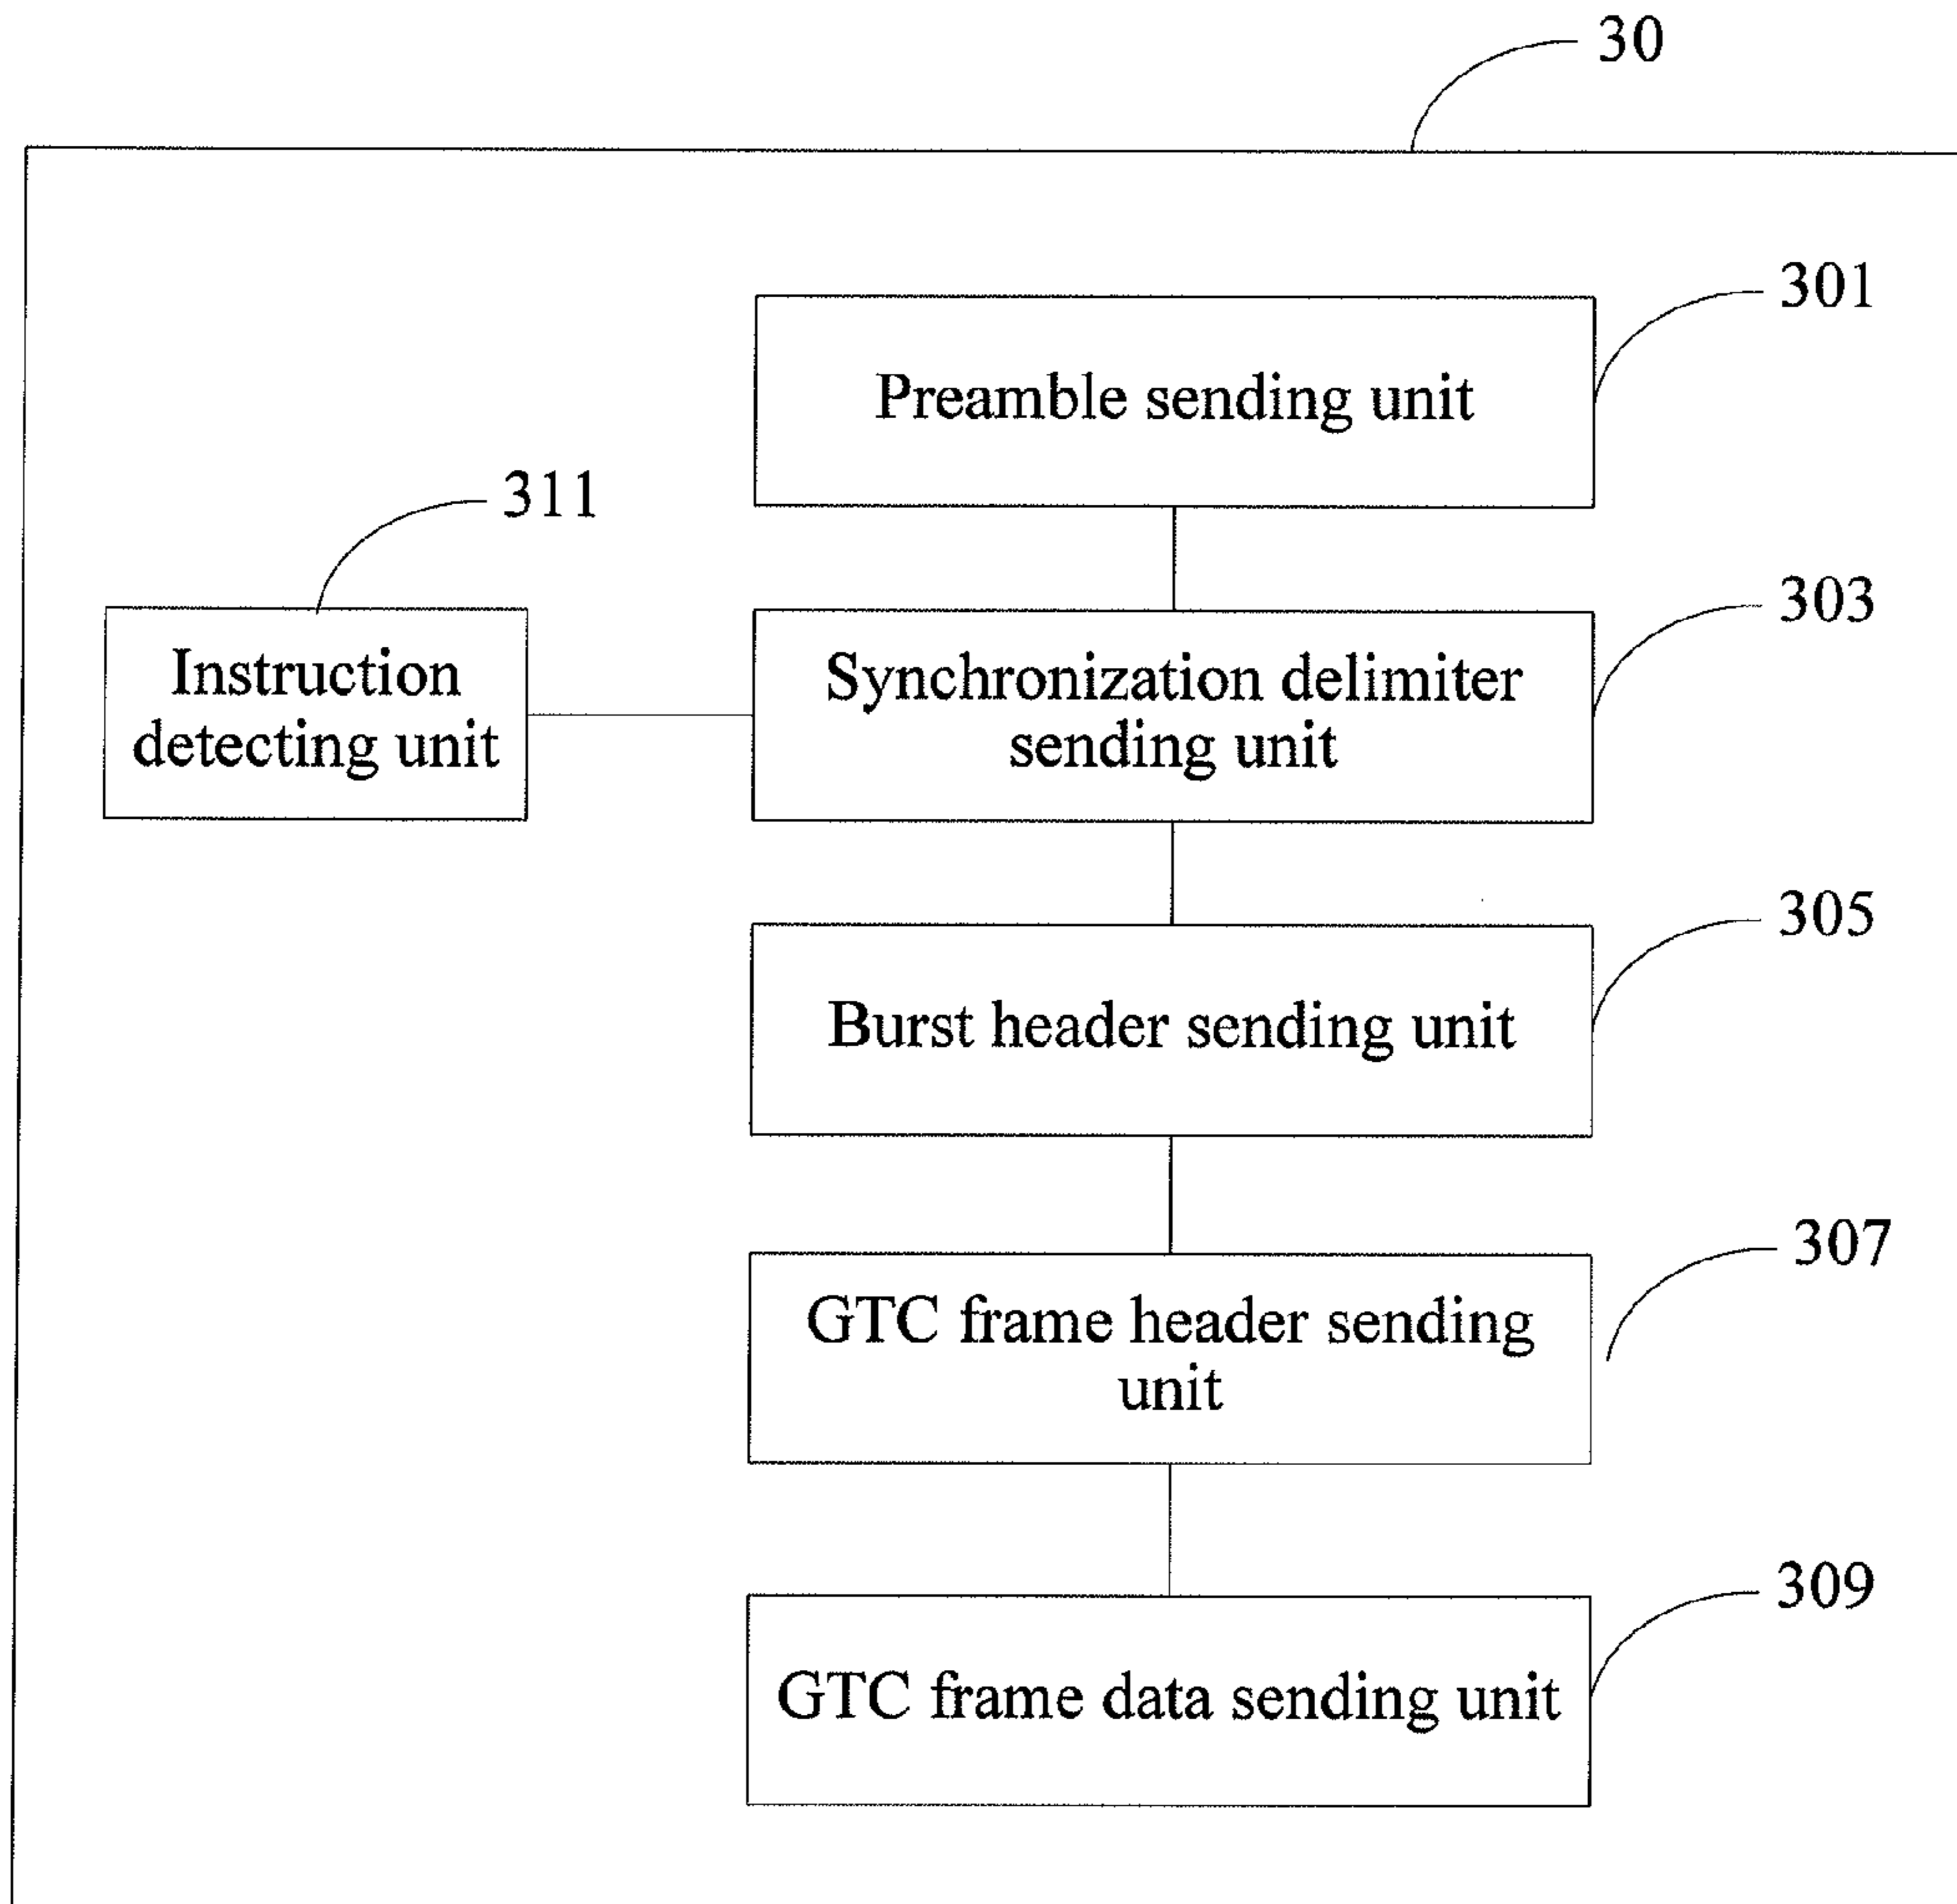 30
301
Preamble sending unit
311
303
Instruction
detecting unit
Synchronization delimiter
sending unit
305
Burst header sending unit
307
GTC frame header sending
unit
309
GTC frame data sending unit